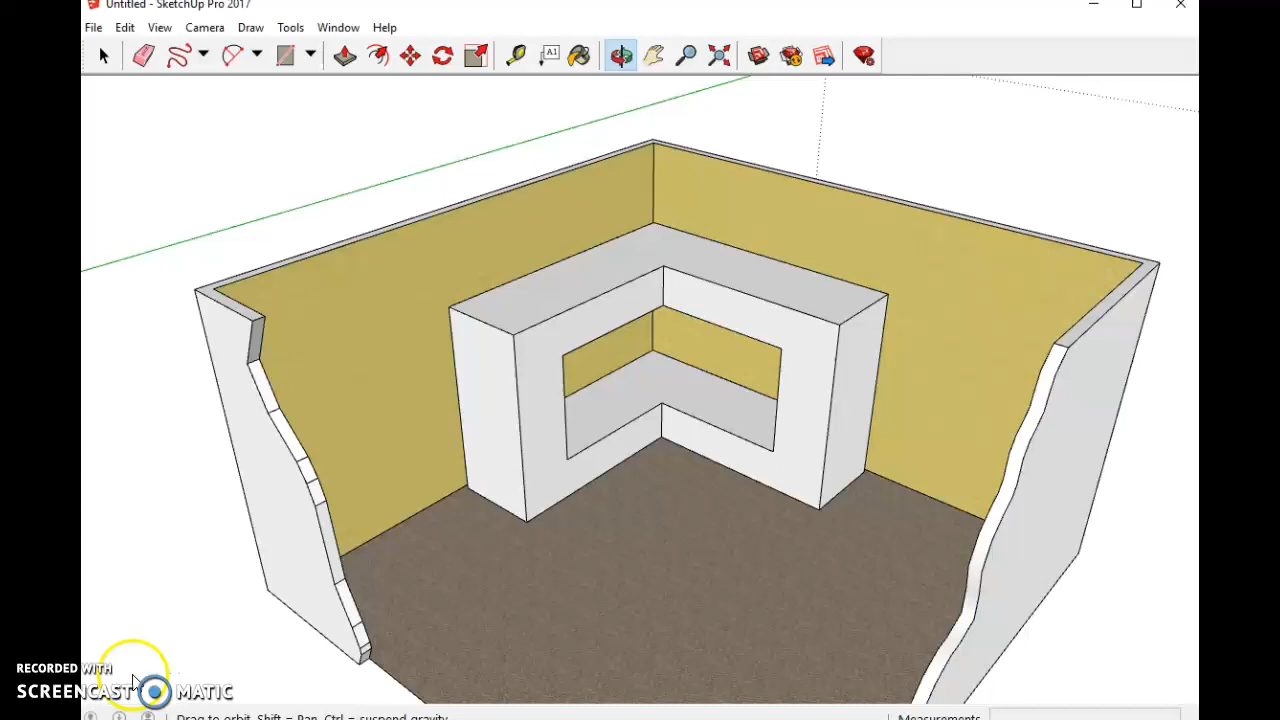 Untitled - SketchUp Pro 2017
File Edit View Camera Draw Tools Window Help
A1
RECORDED WITH
SCREENCAST MATIC
Drag to orbit. Shift = Pan, Ctrl = suspend gravity
Measurements